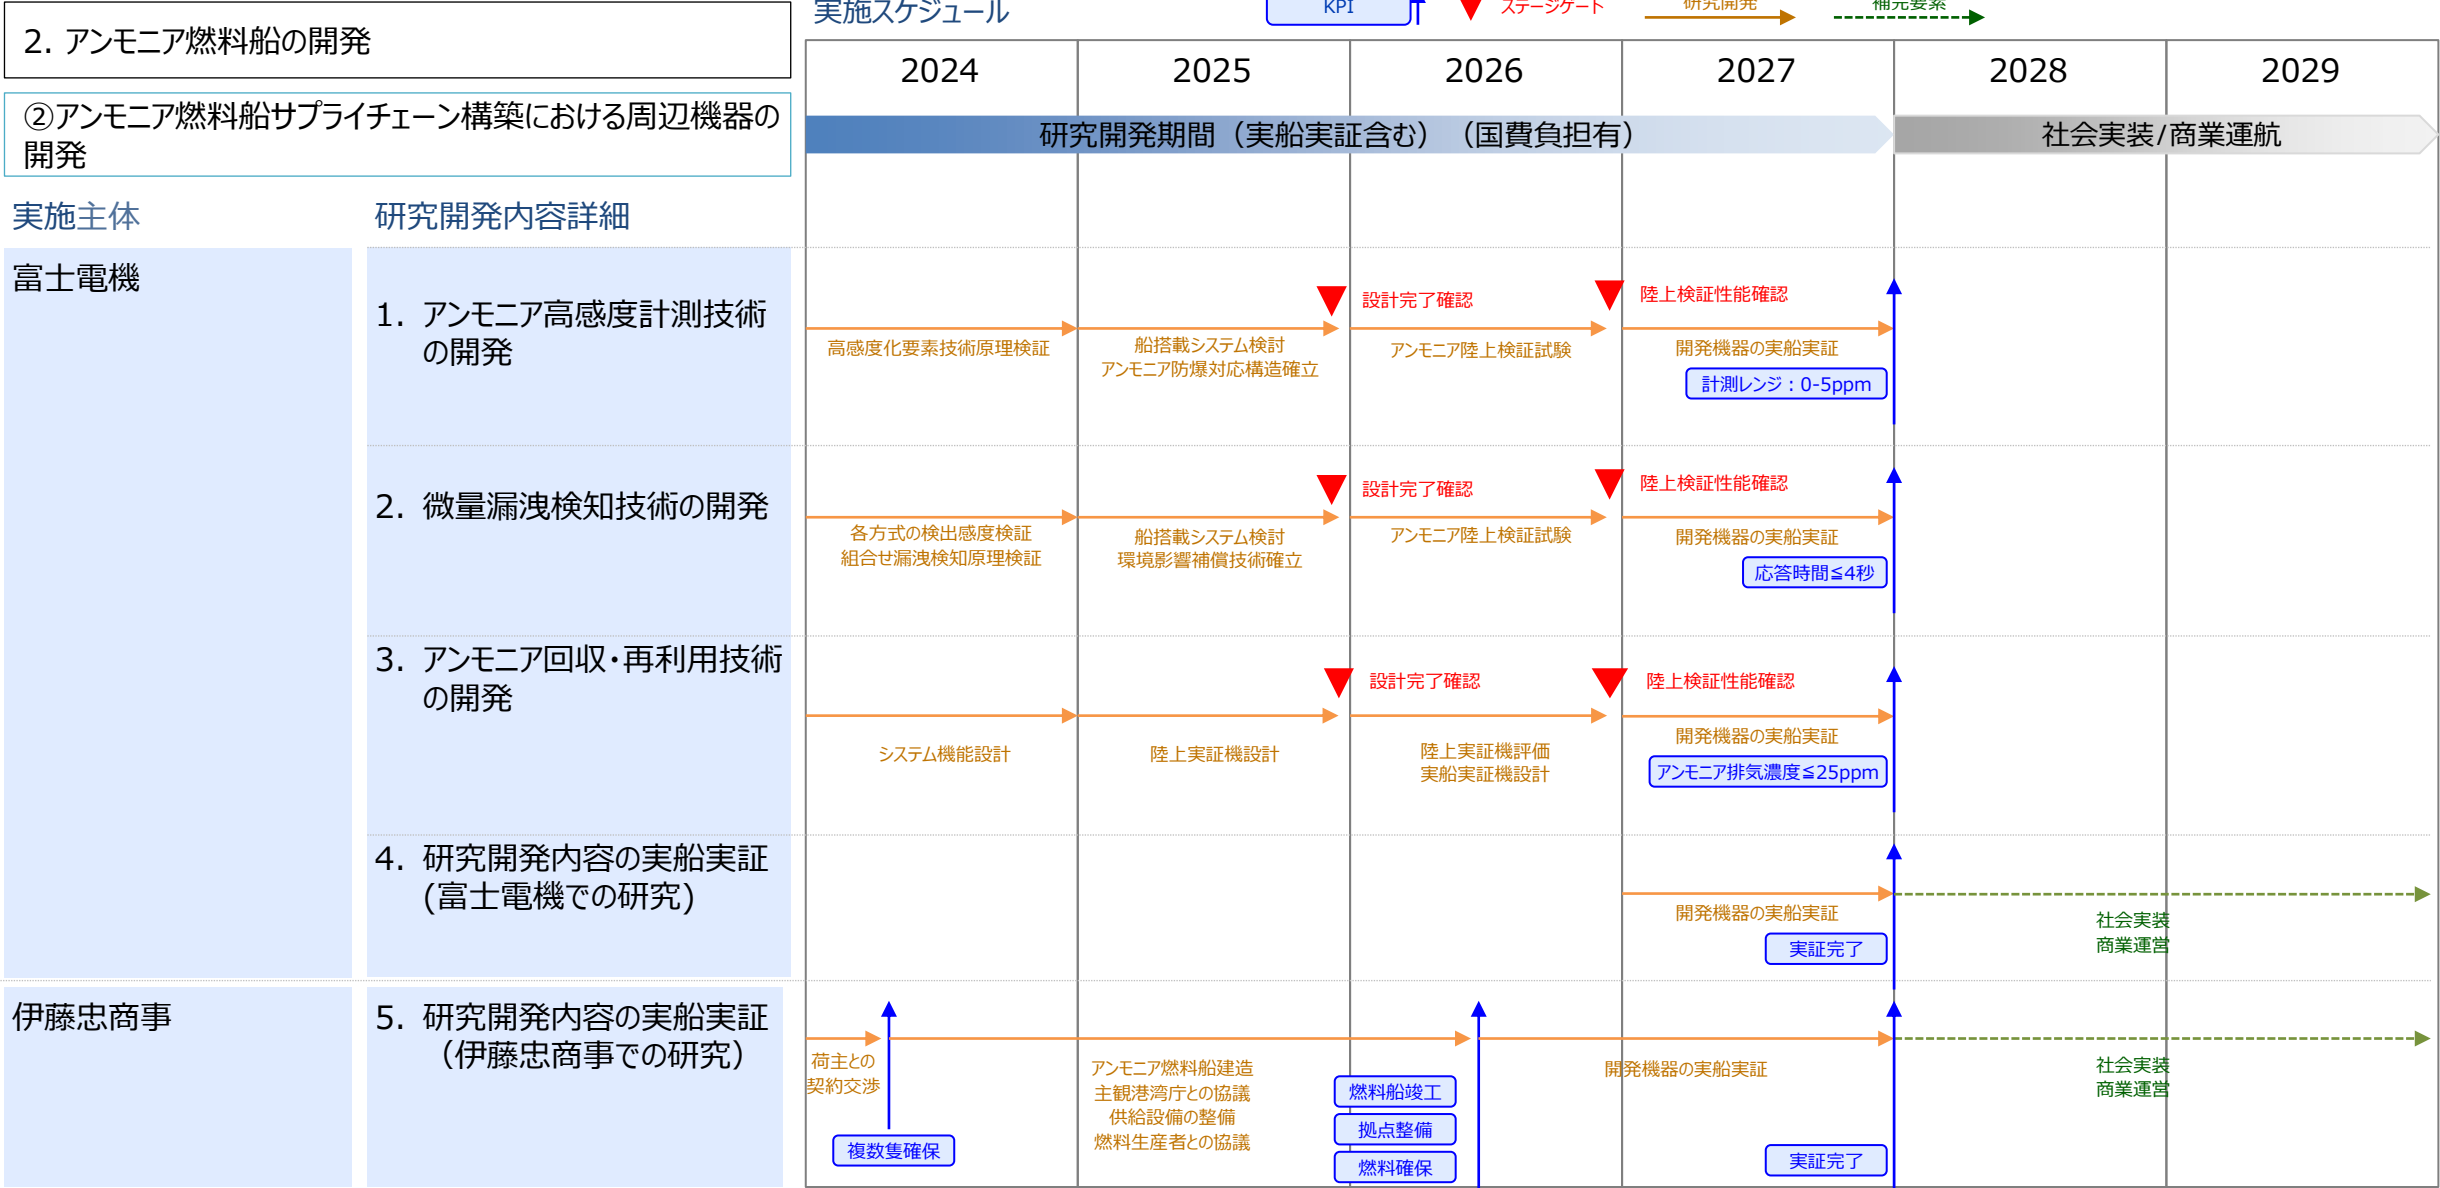 実施スケジュール
KPI
ステージゲート
研究開発
補完要素
2. アンモニア燃料船の開発
②アンモニア燃料船サプライチェーン構築における周辺機器の
開発
2024
2025
2026
2027
2028
2029
研究開発期間（実船実証含む）（国費負担有）
社会実装/商業運航
実施主体
研究開発内容詳細
富士電機
1. アンモニア高感度計測技術
の開発
設計完了確認
陸上検証性能確認
高感度化要素技術原理検証
船搭載システム検討
アンモニア防爆対応構造確立
アンモニア陸上検証試験
開発機器の実船実証
計測レンジ：0-5ppm
2. 微量漏洩検知技術の開発
設計完了確認
陸上検証性能確認
各方式の検出感度検証
組合せ漏洩検知原理検証
船搭載システム検討
環境影響補償技術確立
アンモニア陸上検証試験
開発機器の実船実証
応答時間≦4秒
3. アンモニア回収・再利用技術
の開発
設計完了確認
陸上検証性能確認
システム機能設計
陸上実証機設計
陸上実証機評価
実船実証機設計
開発機器の実船実証
アンモニア排気濃度≦25ppm
4. 研究開発内容の実船実証
(富士電機での研究)
開発機器の実船実証
実証完了
社会実装
商業運営
伊藤忠商事
5. 研究開発内容の実船実証
（伊藤忠商事での研究）
荷主との
契約交渉
複数隻確保
アンモニア燃料船建造
主観港湾庁との協議
供給設備の整備
燃料生産者との協議
燃料船竣工
拠点整備
燃料確保
開発機器の実船実証
実証完了
社会実装
商業運営